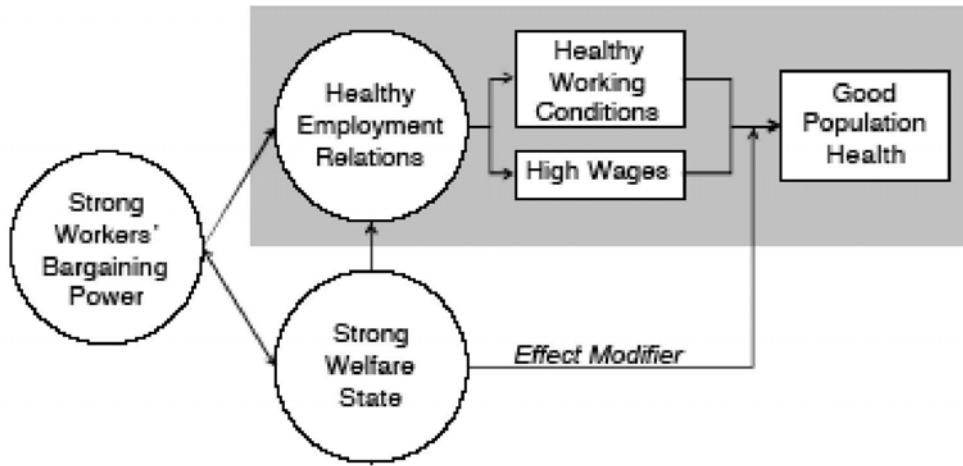 Strong
Workers'
Bargaining
Power
Healthy
Employment
Relations
Healthy
Working
Conditions
High Wages
Good
Population
Health
Strong
Welfare
State
Effect Modifier